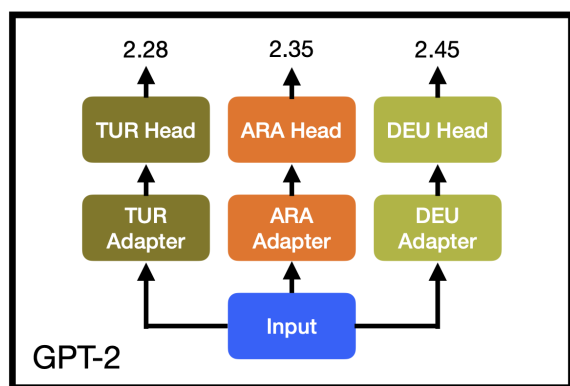 2.28 2.35 2.45
TUR Head ARA Head DEU Head
TUR ARA DEU
Adapter Adapter Adapter
Input
GPT-2